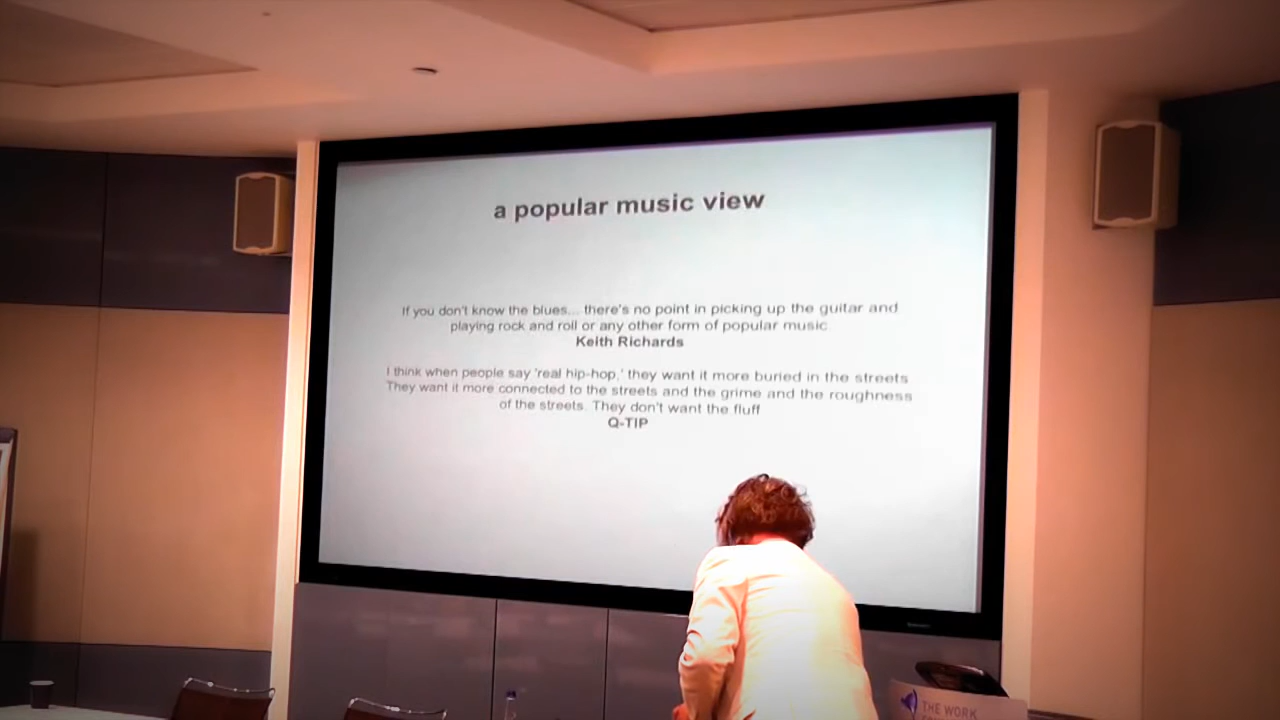 a popular music view
If you don't know the blues... there's no point in picking up the guitar and
playing rock and roll or any other form of popular music
Keith Richards
I think when people say 'real hip-hop,' they want it more buried in the streets
They want it more connected to the streets and the grime and the roughness
of the streets. They don't want the fluff
Q-TIP
THE WORK